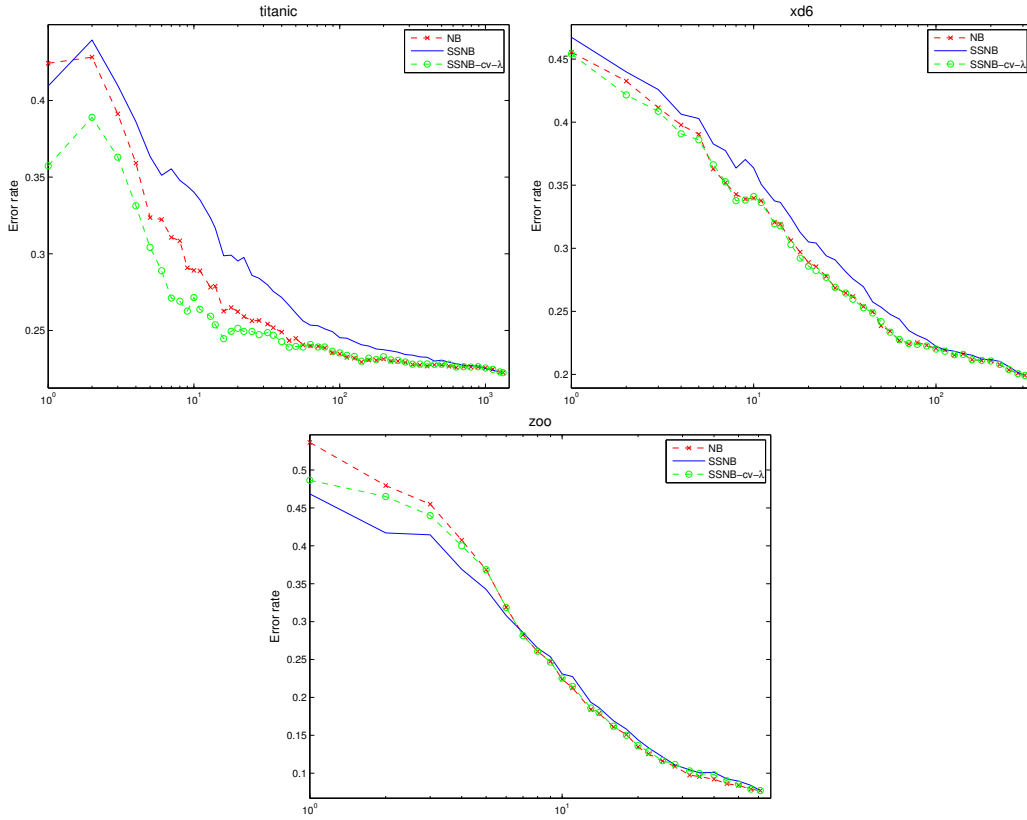 titanic
NB
SSNB
SSNB-cv-λ
Error rate
0.4
0.35
0.3
0.25
10^0
10^1
10^2
10^3
xd6
NB
SSNB
SSNB-cv-λ
Error rate
0.45
0.4
0.35
0.3
0.25
0.2
10^0
10^1
10^2
zoo
NB
SSNB
SSNB-cv-λ
Error rate
0.5
0.45
0.4
0.35
0.3
0.25
0.2
0.15
0.1
10^0
10^1